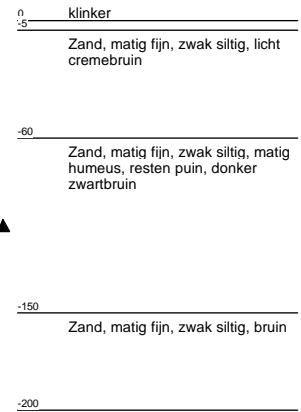 0 klinker
-5
Zand, matig fijn, zwak siltig, licht
cremebruin
-60
Zand, matig fijn, zwak siltig, matig
humeus, resten puin, donker
zwartbruin
-150
Zand, matig fijn, zwak siltig, bruin
-200